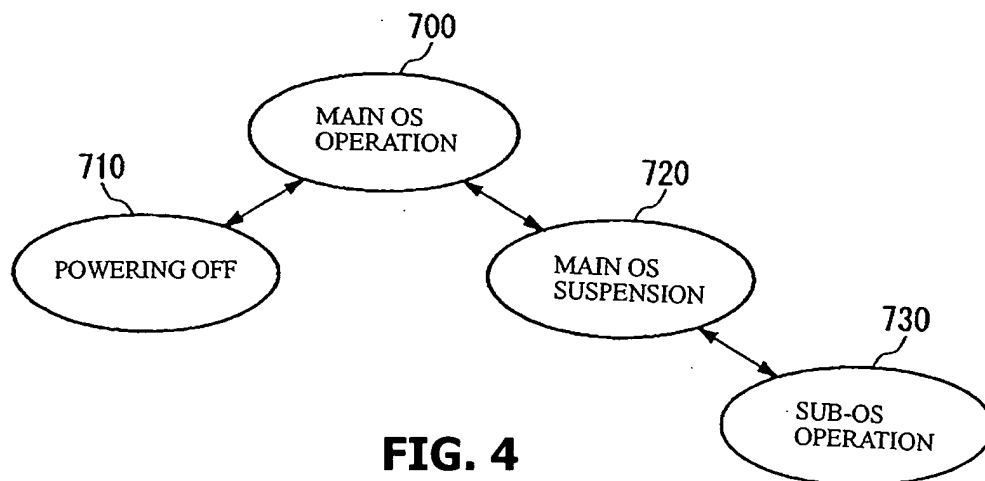 700
MAIN OS
OPERATION
710
POWERING OFF
720
MAIN OS
SUSPENSION
730
SUB-OS
OPERATION
FIG. 4